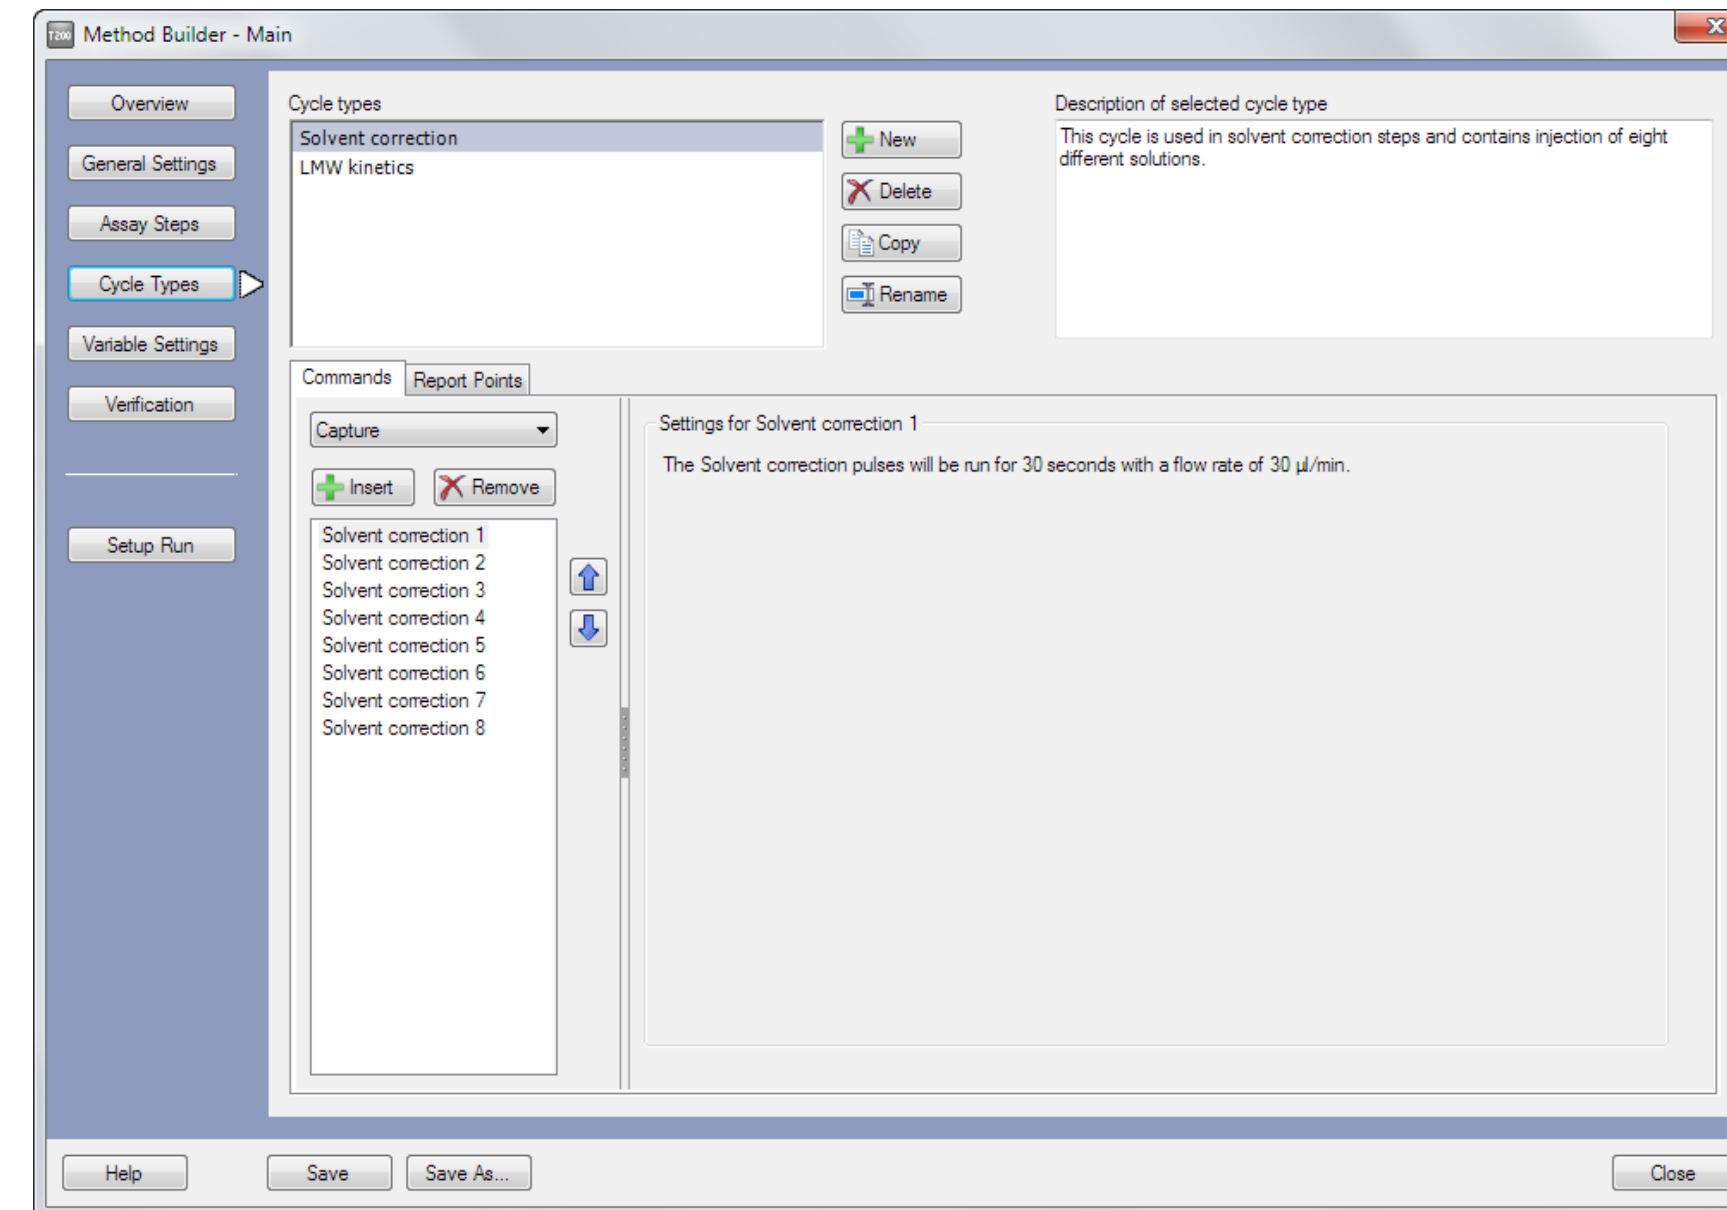 T200 Method Builder - Main
Overview
General Settings
Assay Steps
Cycle Types
Variable Settings
Verification
Setup Run
Cycle types
Solvent correction
LMW kinetics
New
Delete
Copy
Rename
Description of selected cycle type
This cycle is used in solvent correction steps and contains injection of eight
different solutions.
Commands
Report Points
Capture
Insert
Remove
Solvent correction 1
Solvent correction 2
Solvent correction 3
Solvent correction 4
Solvent correction 5
Solvent correction 6
Solvent correction 7
Solvent correction 8
Settings for Solvent correction 1
The Solvent correction pulses will be run for 30 seconds with a flow rate of 30 µl/min.
Help
Save
Save As...
Close